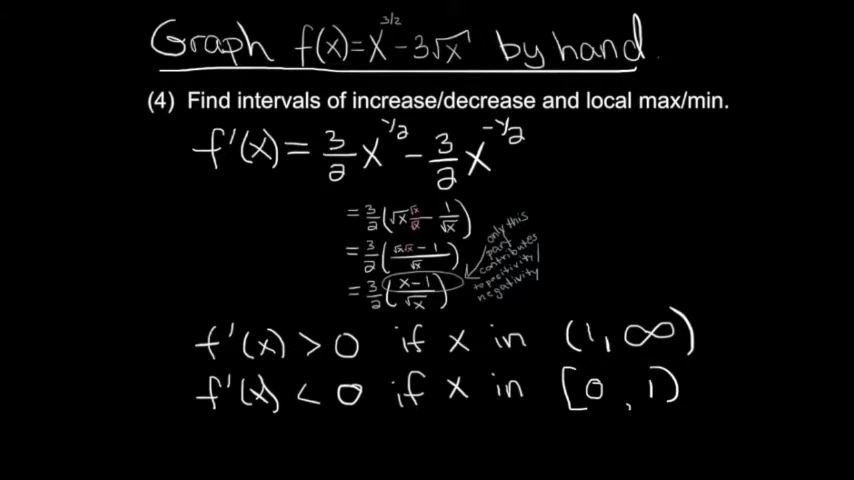 Graph f(x)=x^{3/2} -3√x by hand.
(4) Find intervals of increase/decrease and local max/min.
f'(x) = 3/2 x^{1/2} - 3/2 x^{-1/2}
= 3/2 (√x √x/√x - 1/√x)
= 3/2 (√x√x - 1 / √x)
= 3/2 (x-1 / √x)
only this
part
contributes
to positivity/
negativity
f'(x) > 0 if x in (1, ∞)
f'(x) < 0 if x in [0, 1)